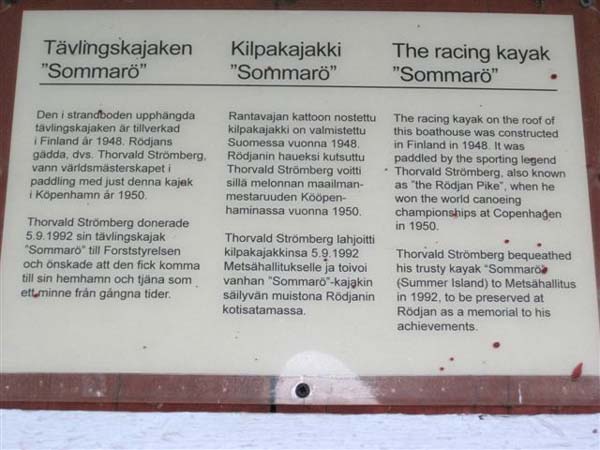 Tävlingskajaken
"Sommarö"
Den i strandboden upphängda
tävlingskajaken är tillverkad
i Finland år 1948. Rödjans
gädda, dvs. Thorvald Strömberg,
vann världsmästerskapet i
paddling med just denna kajak
i Köpenhamn år 1950.
Thorvald Strömberg donerade
5.9.1992 sin tävlingskajak
"Sommarö" till Forststyrelsen
och önskade att den fick komma
till sin hemhamn och tjäna som
ett minne från gångna tider.
Kilpakajakki
"Sommarö"
Rantavajan kattoon nostettu
kilpakajakki on valmistettu
Suomessa vuonna 1948.
Rödjanin haueksi kutsuttu
Thorvald Strömberg voitti
sillä melonnan maailman-
mestaruuden Kööpen-
haminassa vuonna 1950.
Thorvald Strömberg lahjoitti
kilpakajakkinsa 5.9.1992
Metsähallitukselle ja toivoi
vanhan "Sommarö"-kajakin
säilyvän muistona Rödjanin
kotisatamassa.
The racing kayak
"Sommarö"
The racing kayak on the roof of
this boathouse was constructed
in Finland in 1948. It was
paddled by the sporting legend
Thorvald Strömberg, also known
as "the Rödjan Pike", when he
won the world canoeing
championships at Copenhagen
in 1950.
Thorvald Strömberg bequeathed
his trusty kayak "Sommarö"
(Summer Island) to Metsähallitus
in 1992, to be preserved at
Rödjan as a memorial to his
achievements.